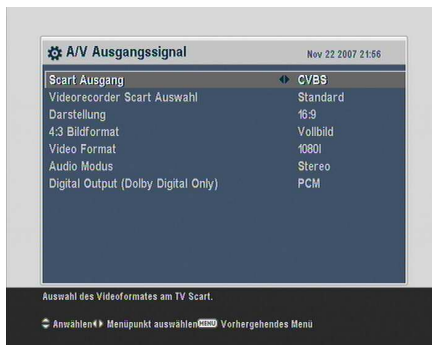 A/V Ausgangssignal Nov 22 2007 21:56
Scart Ausgang CVBS
Videorecorder Scart Auswahl Standard
Darstellung 16:9
4:3 Bildformat Vollbild
Video Format 1080I
Audio Modus Stereo
Digital Output (Dolby Digital Only) PCM
Auswahl des Videoformates am TV Scart.
Anwählen Menüpunkt auswählen MENU Vorhergehendes Menü